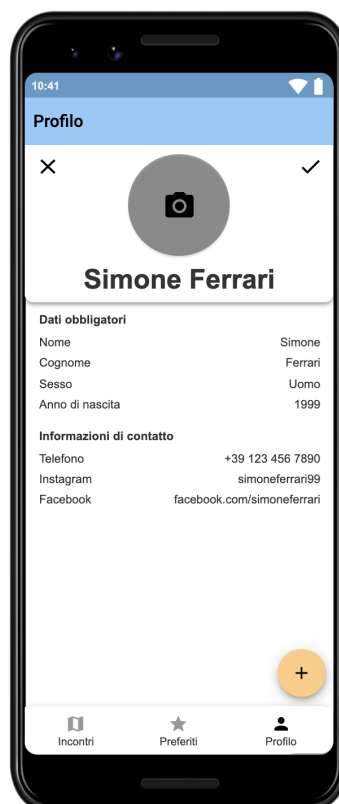 10:41
Profilo
Simone Ferrari
Dati obbligatori
Nome Simone
Cognome Ferrari
Sesso Uomo
Anno di nascita 1999
Informazioni di contatto
Telefono +39 123 456 7890
Instagram simoneferrari99
Facebook facebook.com/simoneferrari
Incontri Preferiti Profilo